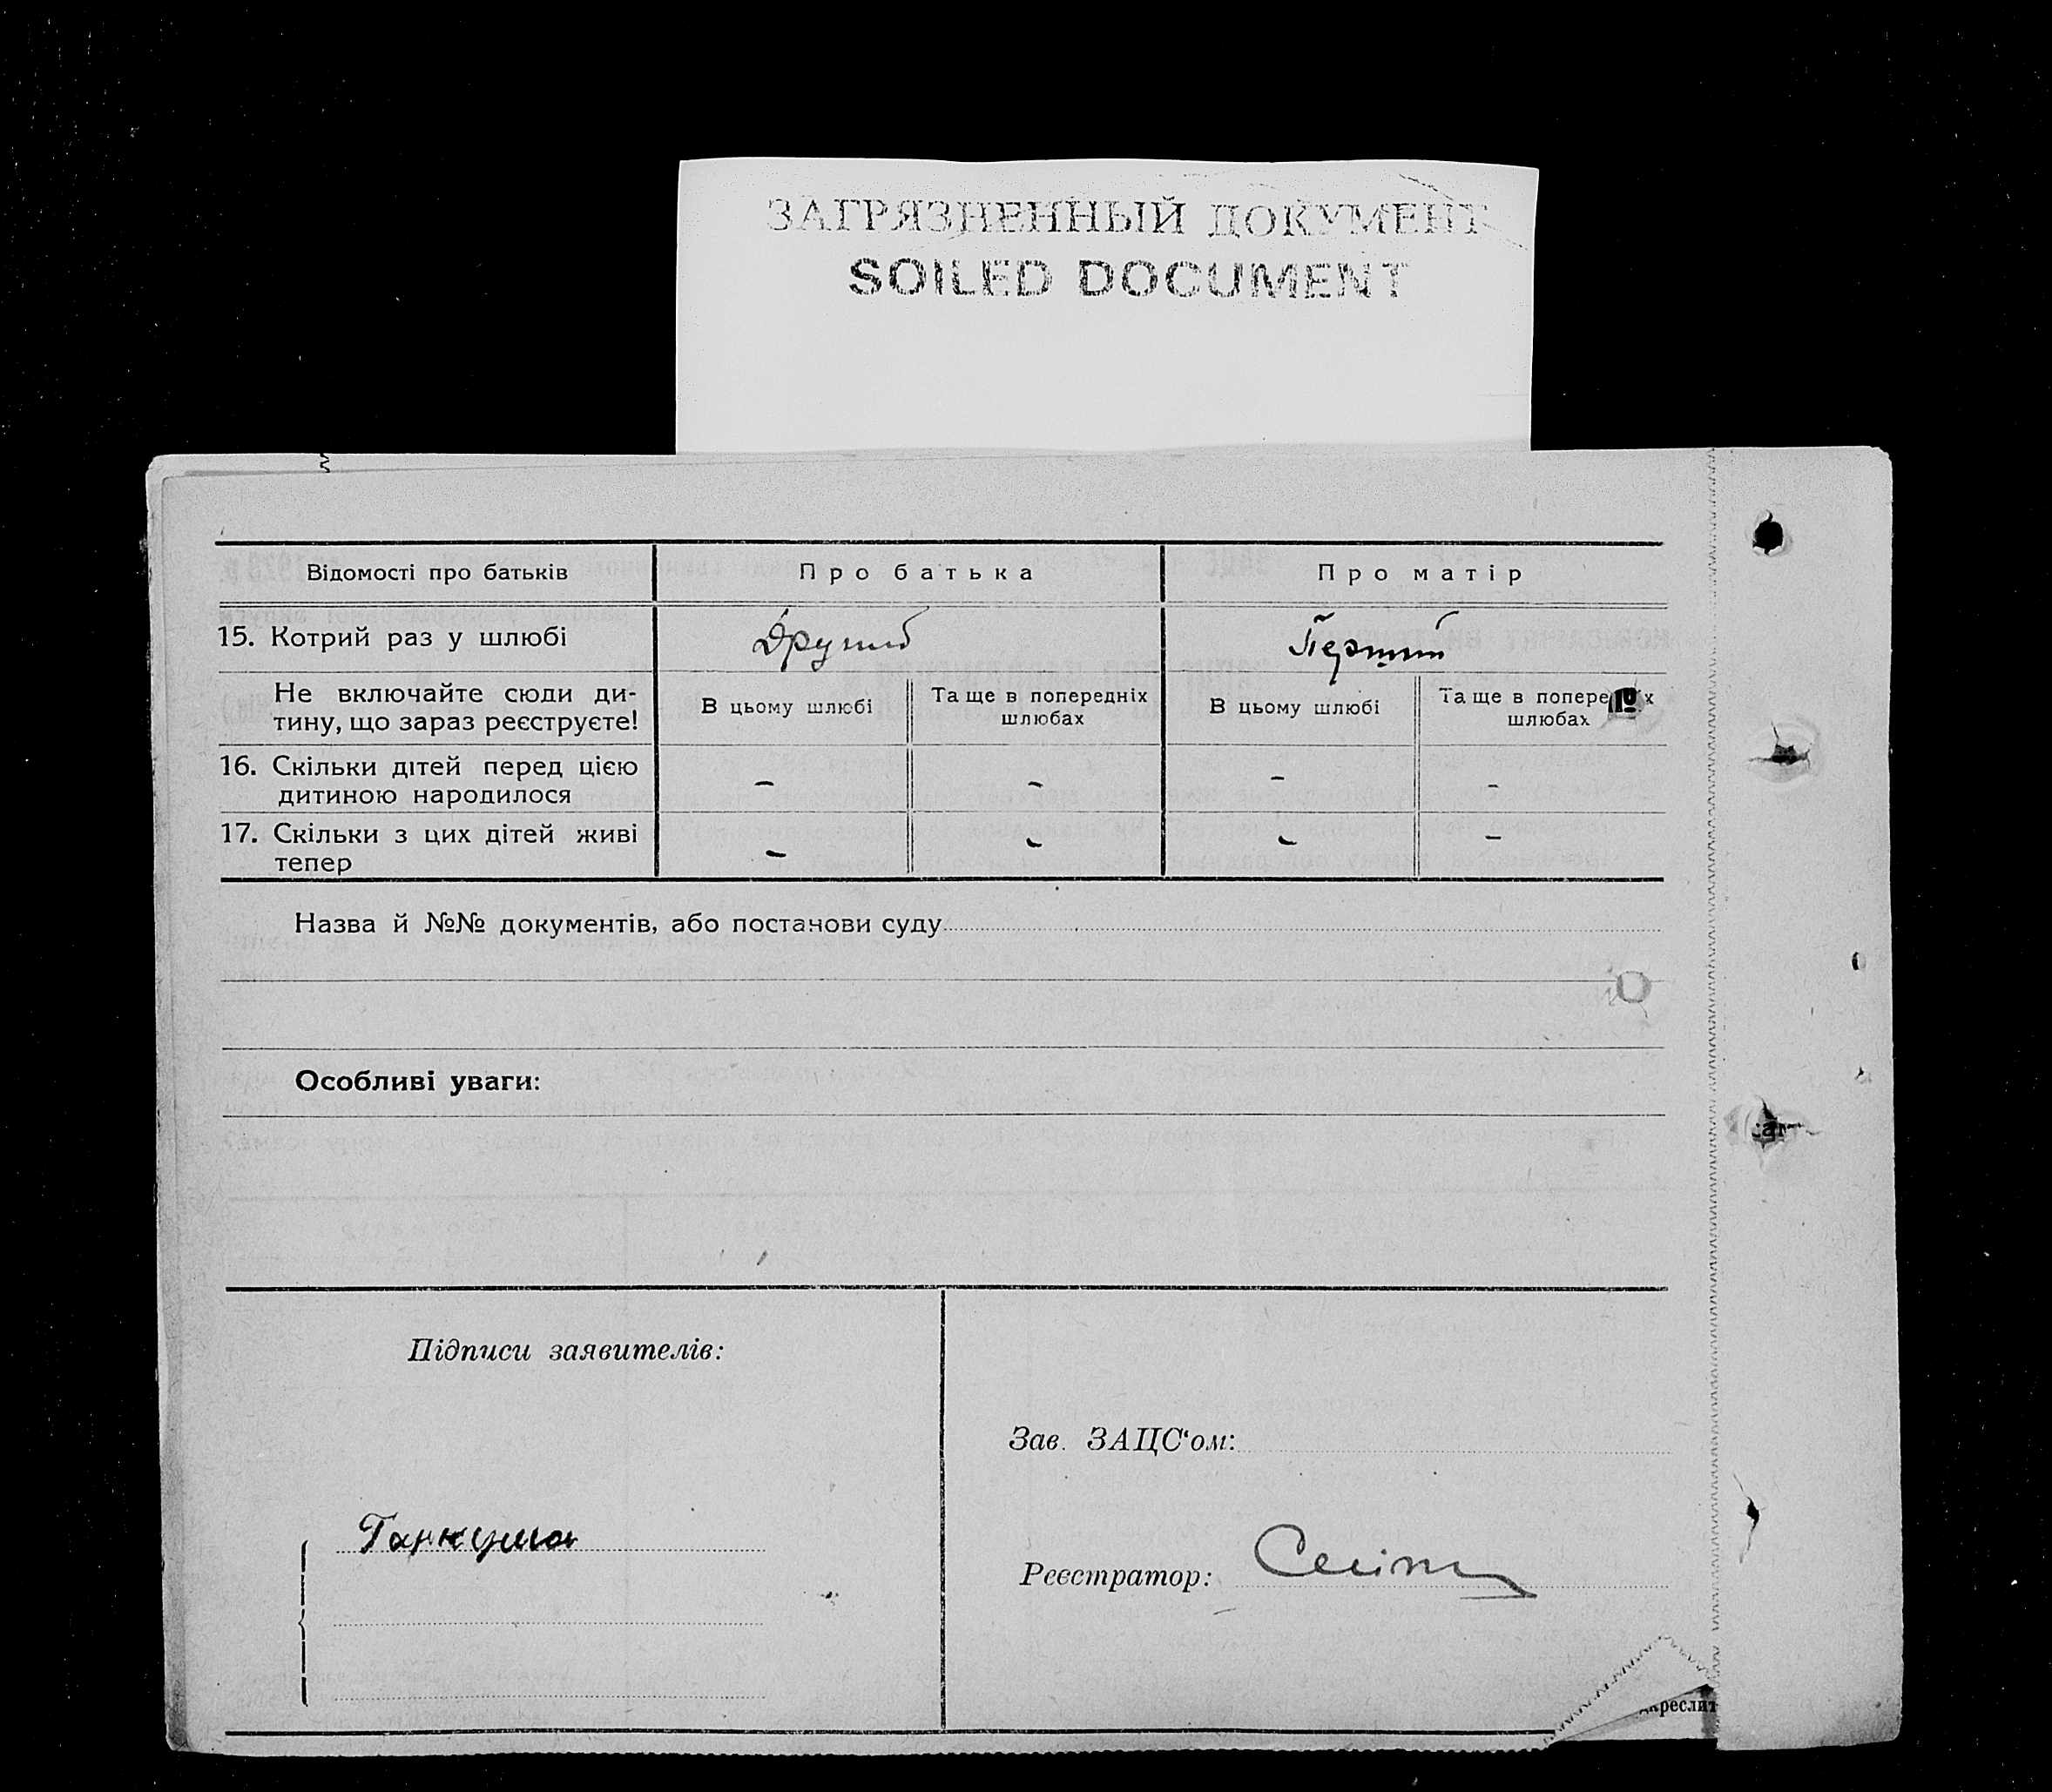 ЗАГРЯЗНЕННЫЙ ДОКУМЕНТ
SOILED DOCUMENT
Відомості про батьків
Про батька
Про матір
15. Котрий раз у шлюбі
Другий
Перший
Не включайте сюди ди-
тину, що зараз реєструєте!
В цьому шлюбі
Та ще в попередніх
шлюбах
В цьому шлюбі
Та ще в попере х
шлюбах
16. Скільки дітей перед цією
дитиною народилося
–
–
–
–
17. Скільки з цих дітей живі
тепер
–
–
–
–
Назва й №№ документів, або постанови суду
Особливі уваги:
Підписи заявителів:
Зав. ЗАЦС‘ом:
Реєстратор: